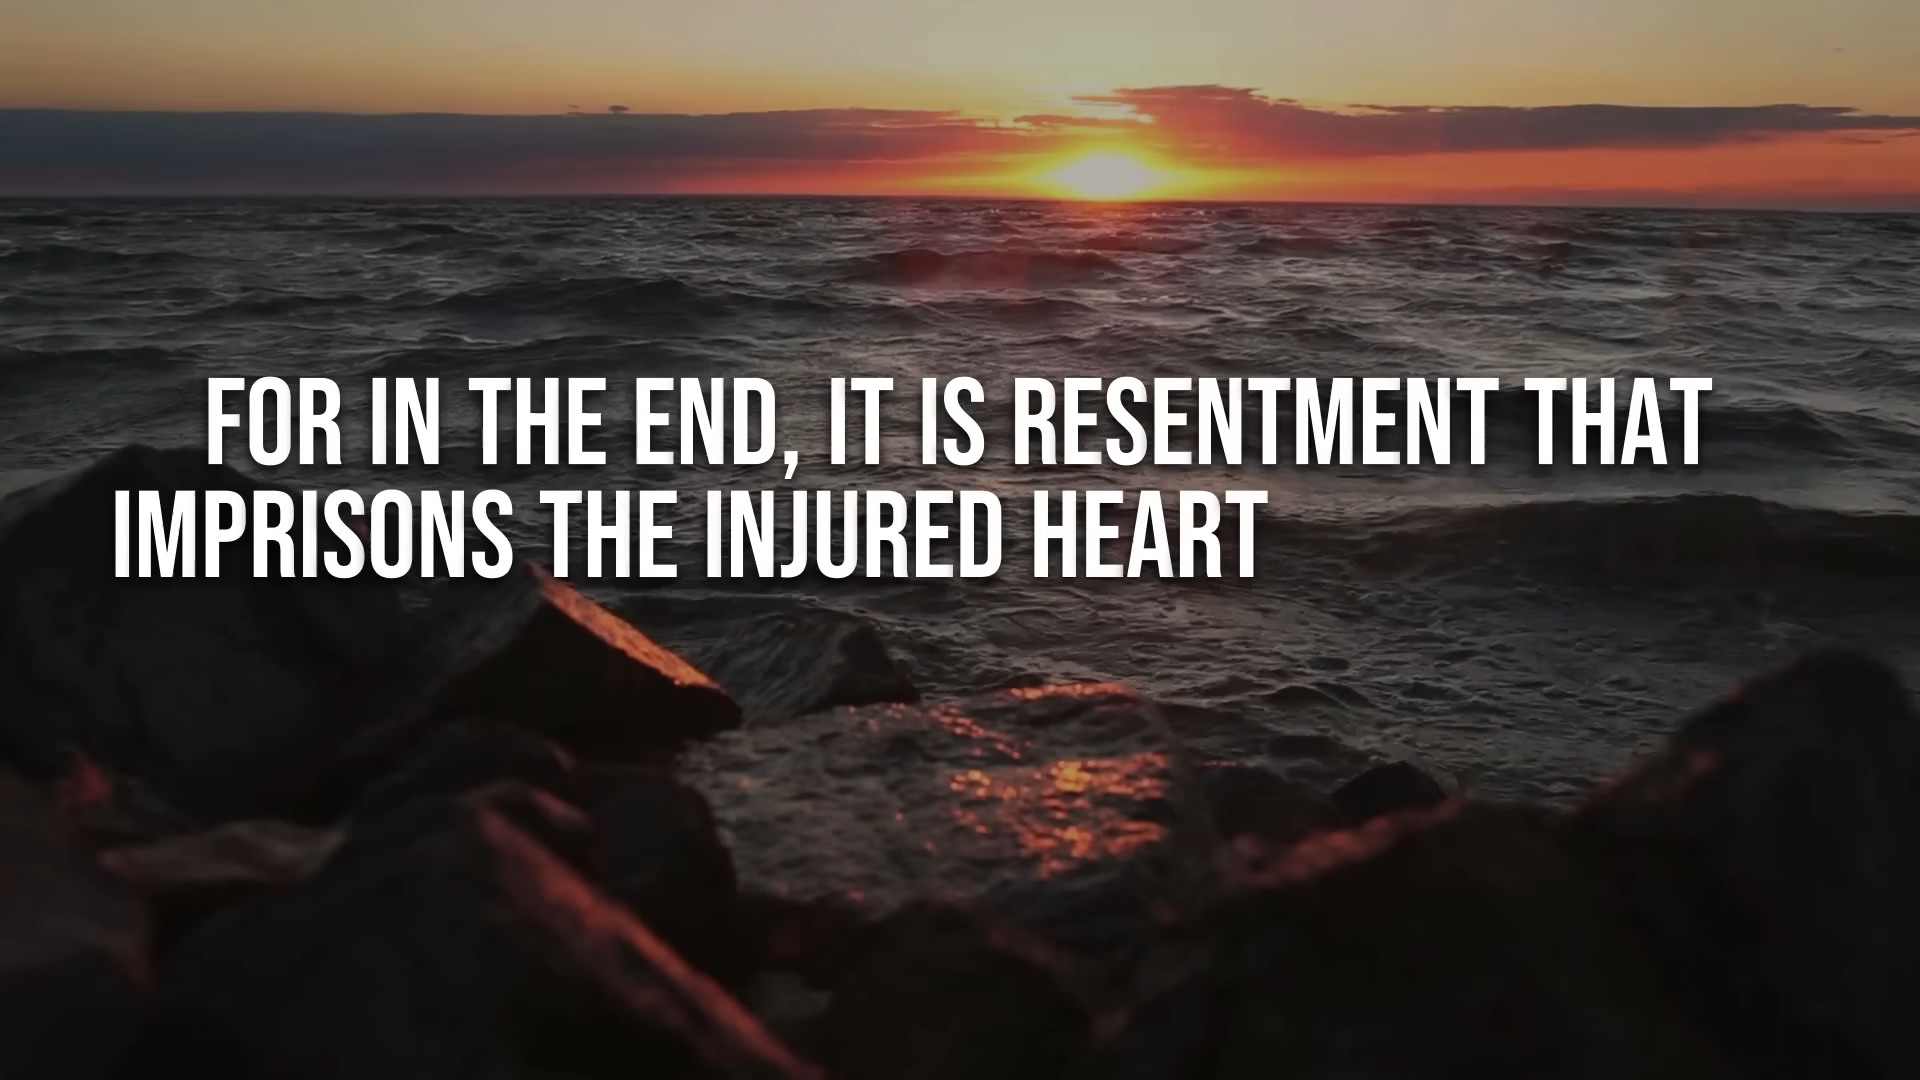 FOR IN THE END, IT IS RESENTMENT THAT
IMPRISONS THE INJURED HEART